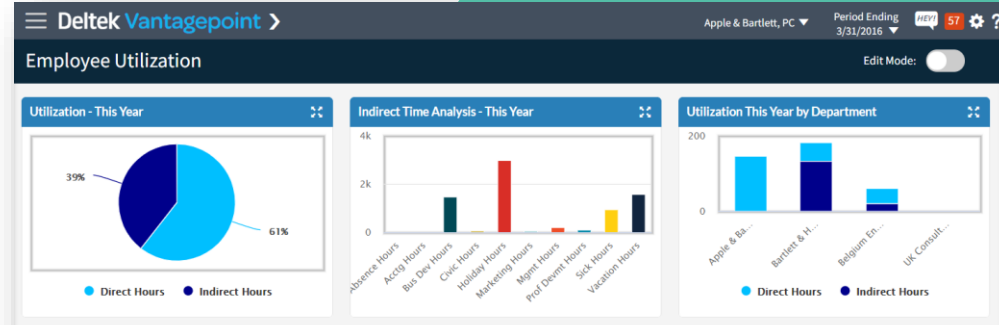 Deltek Vantagepoint
Apple & Bartlett, PC ▼
Period Ending
3/31/2016 ▼
HEY!
57
?
Employee Utilization
Edit Mode:
Utilization - This Year
39%
61%
Direct Hours
Indirect Hours
Indirect Time Analysis - This Year
4k
2k
0
Absence Hours
Acctg Hours
Bus Dev Hours
Civic Hours
Holiday Hours
Marketing Hours
Mgmt Hours
Prof Devmt Hours
Sick Hours
Vacation Hours
Utilization This Year by Department
200
0
Apple & Ba...
Bartlett & H...
Belgium En...
UK Consult...
Direct Hours
Indirect Hours